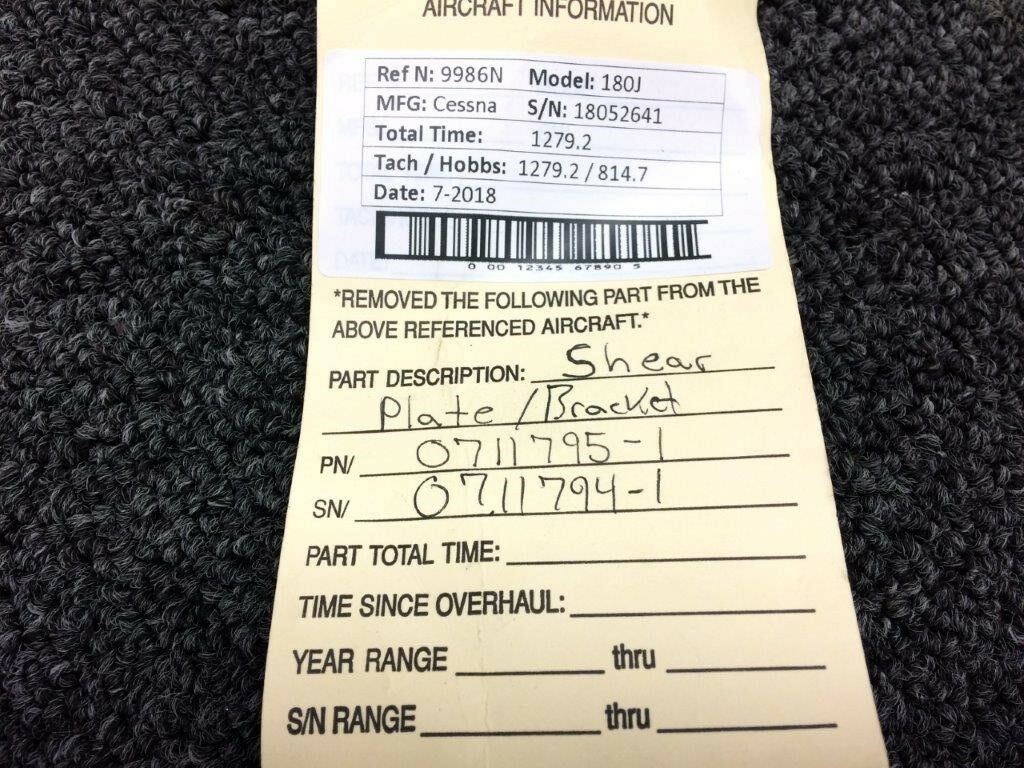 AIRCRAFT INFORMATION
Ref N: 9986N Model: 180J
MFG: Cessna S/N: 18052641
Total Time: 1279.2
Tach / Hobbs: 1279.2 / 814.7
Date: 7-2018
0 00 12345 67890 5
*REMOVED THE FOLLOWING PART FROM THE
ABOVE REFERENCED AIRCRAFT.*
PART DESCRIPTION: Shear
Plate/Bracket
PN/ 0711795-1
SN/ 0711794-1
PART TOTAL TIME:
TIME SINCE OVERHAUL:
YEAR RANGE thru
S/N RANGE thru